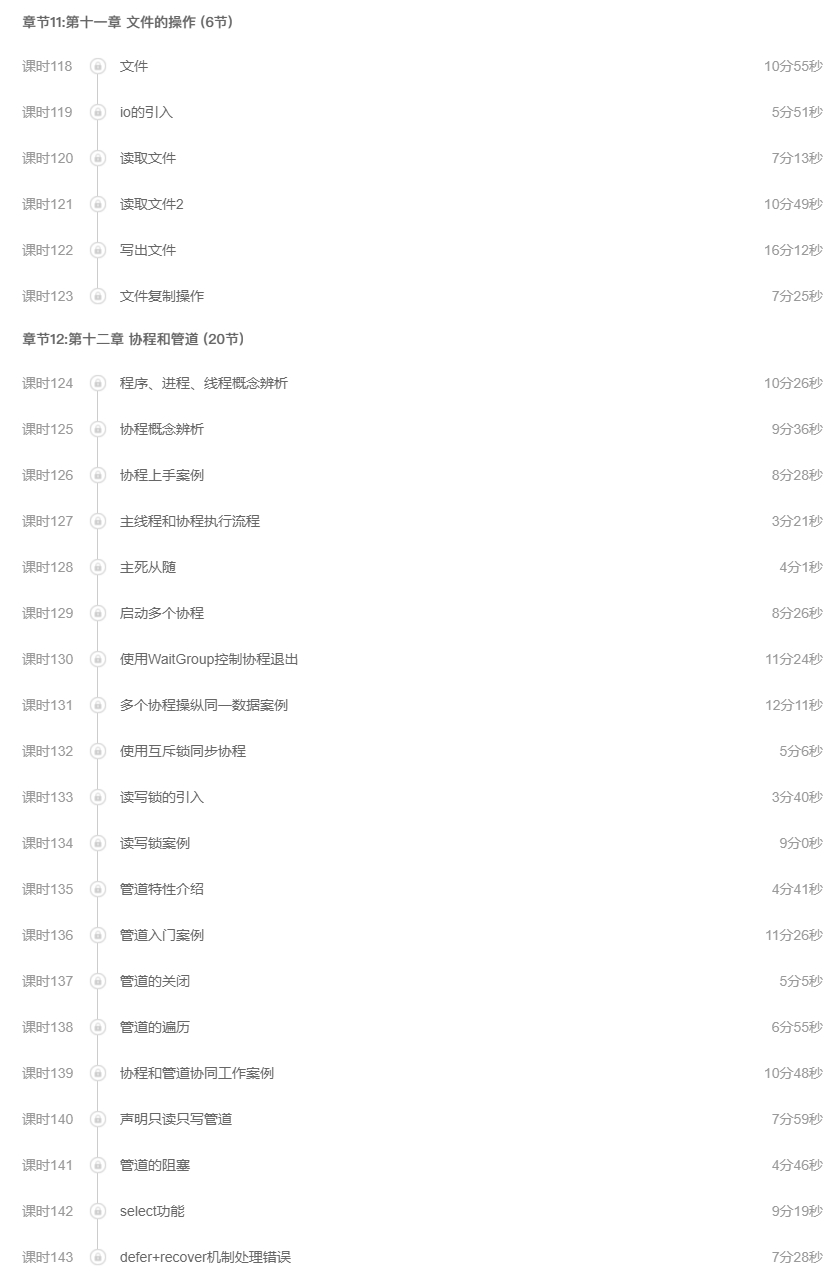 章节11:第十一章 文件的操作 (6节)
课时118 文件 10分55秒
课时119 io的引入 5分51秒
课时120 读取文件 7分13秒
课时121 读取文件2 10分49秒
课时122 写出文件 16分12秒
课时123 文件复制操作 7分25秒
章节12:第十二章 协程和管道 (20节)
课时124 程序、进程、线程概念辨析 10分26秒
课时125 协程概念辨析 9分36秒
课时126 协程上手案例 8分28秒
课时127 主线程和协程执行流程 3分21秒
课时128 主死从随 4分1秒
课时129 启动多个协程 8分26秒
课时130 使用WaitGroup控制协程退出 11分24秒
课时131 多个协程操纵同一数据案例 12分11秒
课时132 使用互斥锁同步协程 5分6秒
课时133 读写锁的引入 3分40秒
课时134 读写锁案例 9分0秒
课时135 管道特性介绍 4分41秒
课时136 管道入门案例 11分26秒
课时137 管道的关闭 5分5秒
课时138 管道的遍历 6分55秒
课时139 协程和管道协同工作案例 10分48秒
课时140 声明只读只写管道 7分59秒
课时141 管道的阻塞 4分46秒
课时142 select功能 9分19秒
课时143 defer+recover机制处理错误 7分28秒